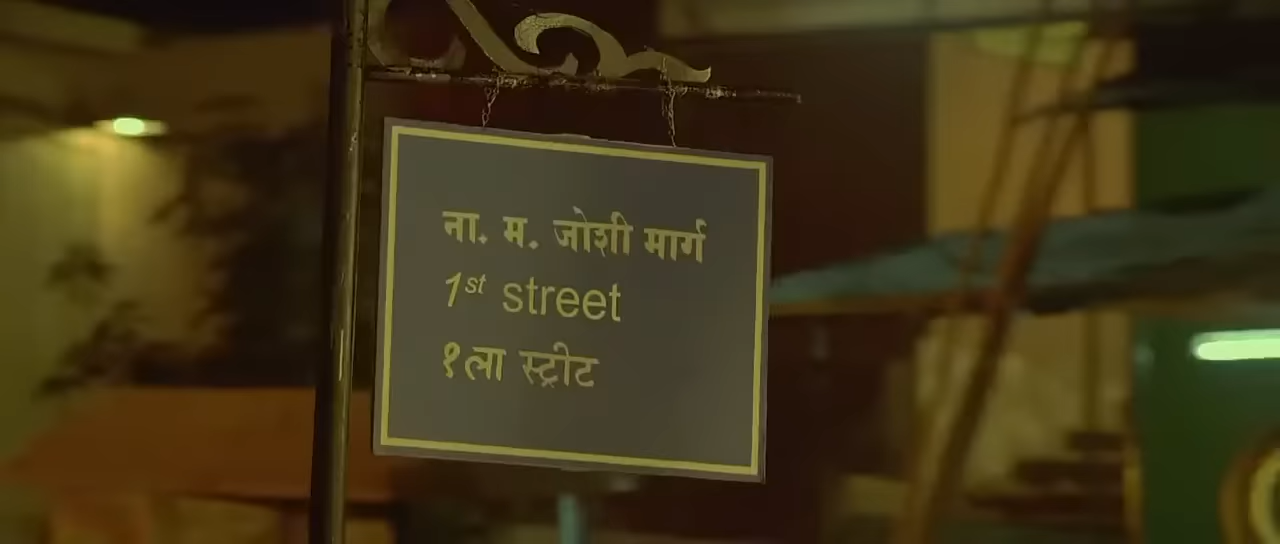 ना. म. जोशी मार्ग
1st street
१ला स्ट्रीट